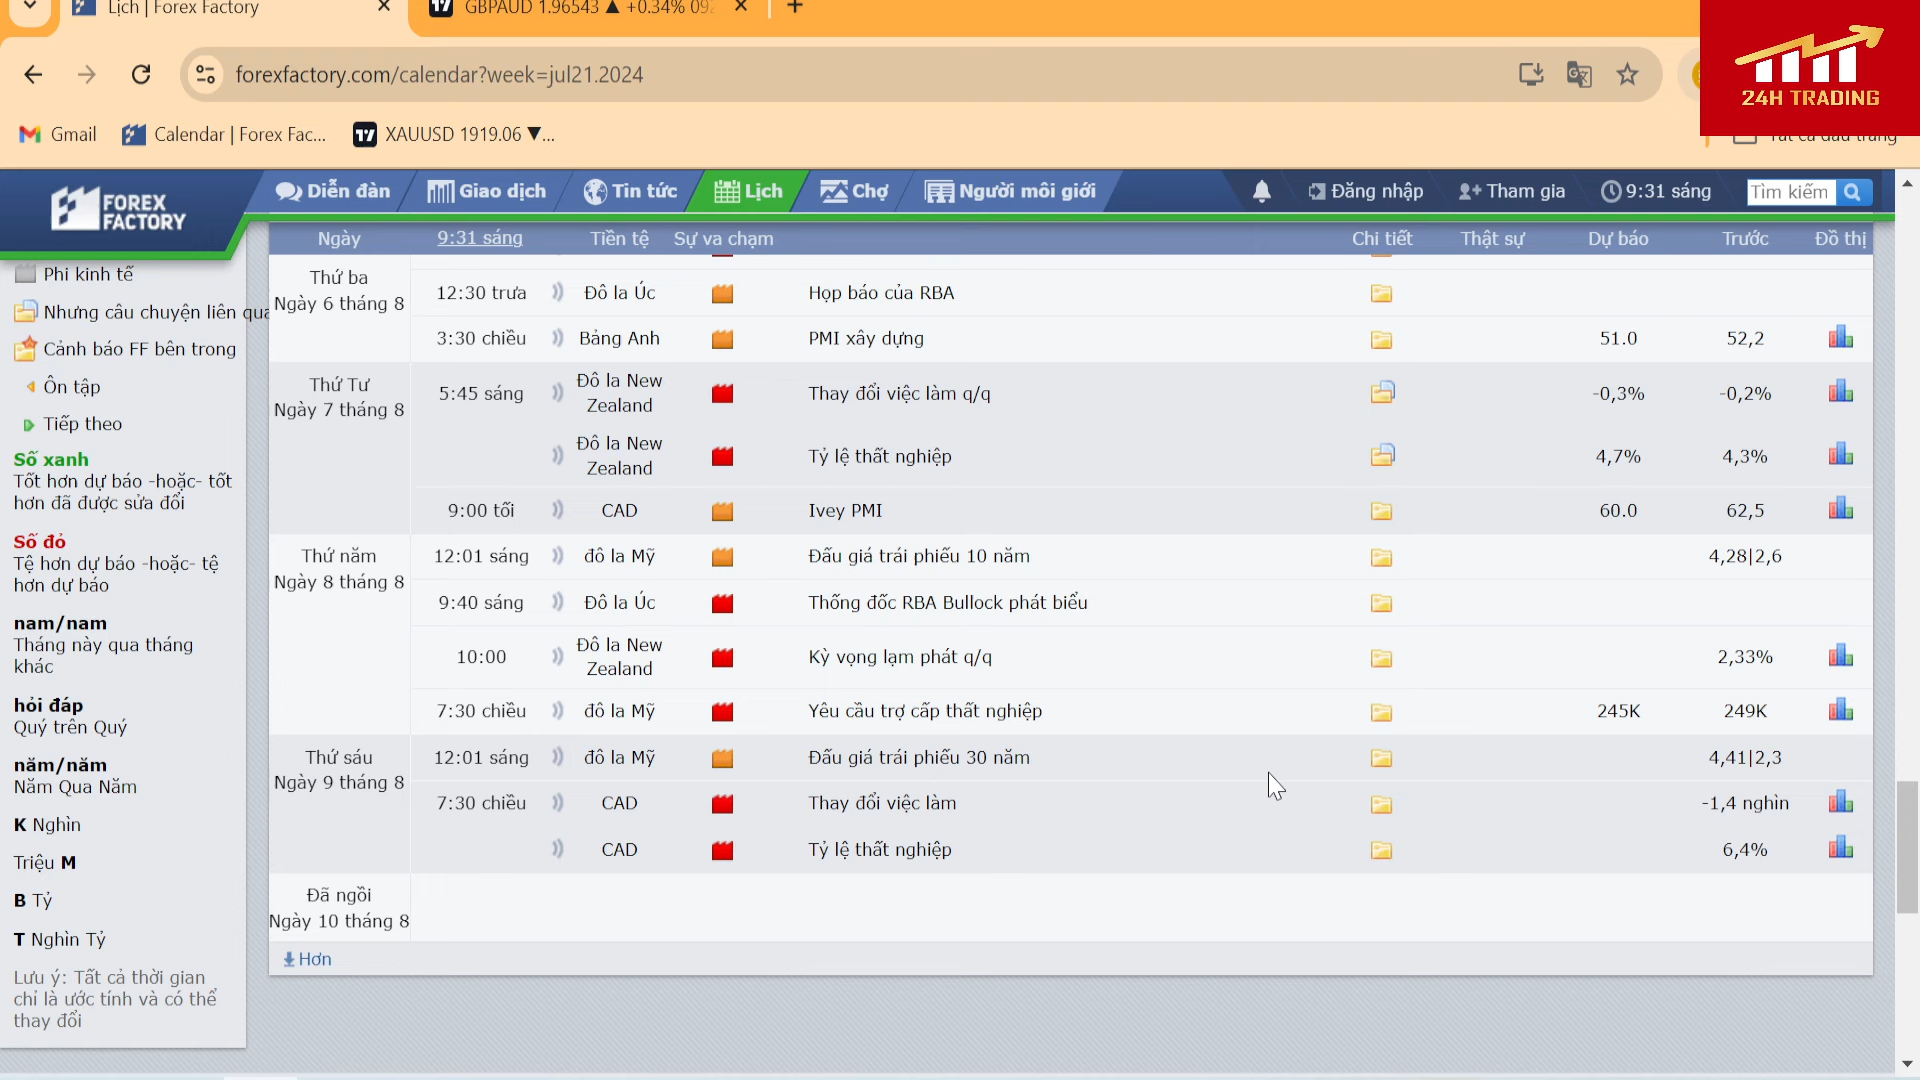 Lịch | Forex Factory
GBPAUD 1.96543 ▲ +0.34%
forexfactory.com/calendar?week=jul21.2024
24H TRADING
Gmail
Calendar | Forex Fac...
XAUUSD 1919.06 ▼...
Tất cả dấu trang
FOREX FACTORY
Diễn đàn
Giao dịch
Tin tức
Lịch
Chợ
Người môi giới
Đăng nhập
Tham gia
9:31 sáng
Tìm kiếm
Ngày 9:31 sáng Tiền tệ Sự va chạm Chi tiết Thật sự Dự báo Trước Đồ thị
Phi kinh tế
Nhưng câu chuyện liên qua
Cảnh báo FF bên trong
Ôn tập
Tiếp theo
Số xanh
Tốt hơn dự báo -hoặc- tốt
hơn đã được sửa đổi
Số đỏ
Tệ hơn dự báo -hoặc- tệ
hơn dự báo
nam/nam
Tháng này qua tháng
khác
hỏi đáp
Quý trên Quý
năm/năm
Năm Qua Năm
K Nghìn
Triệu M
B Tỷ
T Nghìn Tỷ
Lưu ý: Tất cả thời gian
chỉ là ước tính và có thể
thay đổi
Thứ ba
Ngày 6 tháng 8
12:30 trưa Đô la Úc Họp báo của RBA
3:30 chiều Bảng Anh PMI xây dựng 51.0 52,2
Thứ Tư
Ngày 7 tháng 8
5:45 sáng Đô la New Zealand Thay đổi việc làm q/q -0,3% -0,2%
Đô la New Zealand Tỷ lệ thất nghiệp 4,7% 4,3%
9:00 tối CAD Ivey PMI 60.0 62,5
Thứ năm
Ngày 8 tháng 8
12:01 sáng đô la Mỹ Đấu giá trái phiếu 10 năm 4,28|2,6
9:40 sáng Đô la Úc Thống đốc RBA Bullock phát biểu
10:00 Đô la New Zealand Kỳ vọng lạm phát q/q 2,33%
7:30 chiều đô la Mỹ Yêu cầu trợ cấp thất nghiệp 245K 249K
Thứ sáu
Ngày 9 tháng 8
12:01 sáng đô la Mỹ Đấu giá trái phiếu 30 năm 4,41|2,3
7:30 chiều CAD Thay đổi việc làm -1,4 nghìn
CAD Tỷ lệ thất nghiệp 6,4%
Đã ngồi
Ngày 10 tháng 8
Hơn